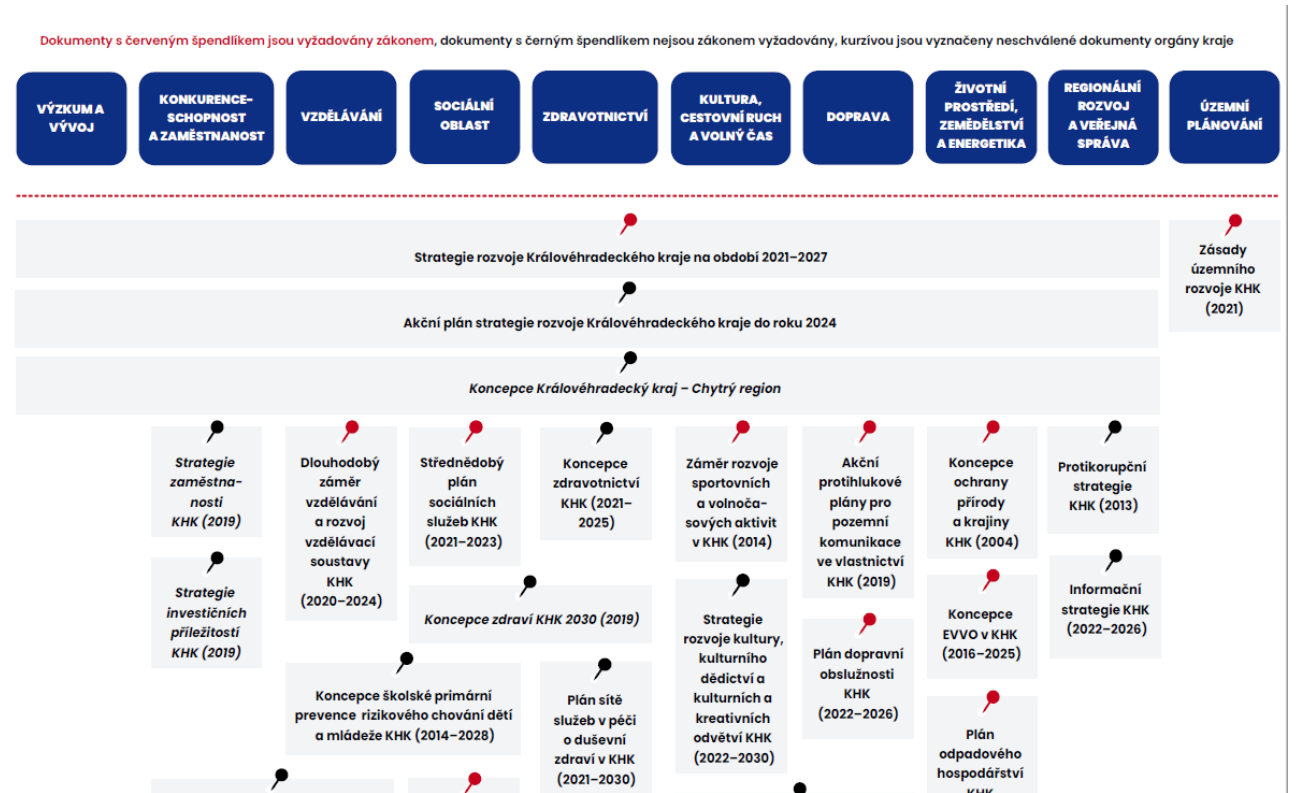 Dokumenty s červeným špendlíkem jsou vyžadovány zákonem, dokumenty s černým špendlíkem nejsou zákonem vyžadovány, kurzívou jsou vyznačeny neschválené dokumenty orgány kraje
VÝZKUM A
VÝVOJ
KONKURENCE-
SCHOPNOST
A ZAMĚSTNANOST
VZDĚLÁVÁNÍ
SOCIÁLNÍ
OBLAST
ZDRAVOTNICTVÍ
KULTURA,
CESTOVNÍ RUCH
A VOLNÝ ČAS
DOPRAVA
ŽIVOTNÍ
PROSTŘEDÍ,
ZEMĚDĚLSTVÍ
A ENERGETIKA
REGIONÁLNÍ
ROZVOJ
A VEŘEJNÁ
SPRÁVA
ÚZEMNÍ
PLÁNOVÁNÍ
Strategie rozvoje Královéhradeckého kraje na období 2021–2027
Zásady
územního
rozvoje KHK
(2021)
Akční plán strategie rozvoje Královéhradeckého kraje do roku 2024
Koncepce Královéhradecký kraj – Chytrý region
Strategie
zaměstna-
nosti
KHK (2019)
Strategie
investičních
příležitostí
KHK (2019)
Dlouhodobý
záměr
vzdělávání
a rozvoj
vzdělávací
soustavy
KHK
(2020–2024)
Střednědobý
plán
sociálních
služeb KHK
(2021–2023)
Koncepce
zdravotnictví
KHK (2021–
2025)
Koncepce zdraví KHK 2030 (2019)
Koncepce školské primární
prevence rizikového chování dětí
a mládeže KHK (2014–2028)
Plán sítě
služeb v péči
o duševní
zdraví v KHK
(2021–2030)
Záměr rozvoje
sportovních
a volnoča-
sových aktivit
v KHK (2014)
Strategie
rozvoje kultury,
kulturního
dědictví a
kulturních a
kreativních
odvětví KHK
(2022–2030)
Akční
protihlukové
plány pro
pozemní
komunikace
ve vlastnictví
KHK (2019)
Plán dopravní
obslužnosti
KHK
(2022–2026)
Koncepce
ochrany
přírody
a krajiny
KHK (2004)
Koncepce
EVVO v KHK
(2016–2025)
Plán
odpadového
hospodářství
KHK
Protikorupční
strategie
KHK (2013)
Informační
strategie KHK
(2022–2026)